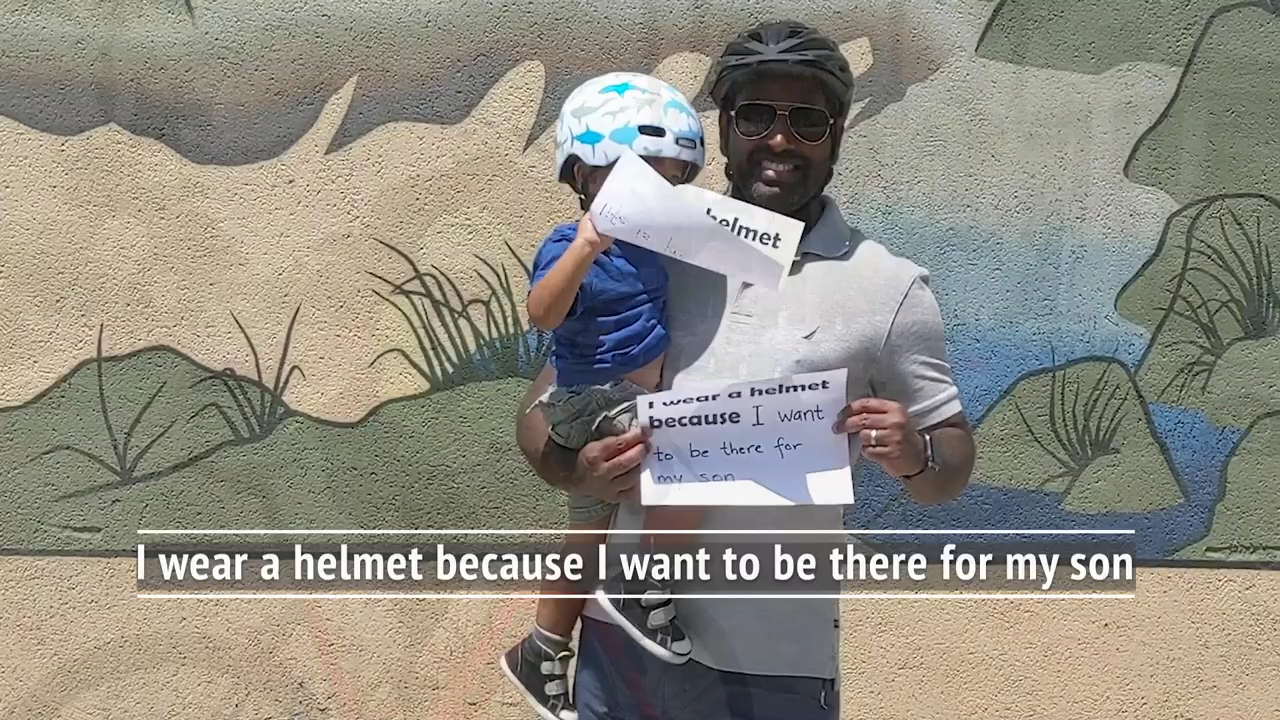 helmet
I wear a helmet
because I want
to be there for
my son
I wear a helmet because I want to be there for my son